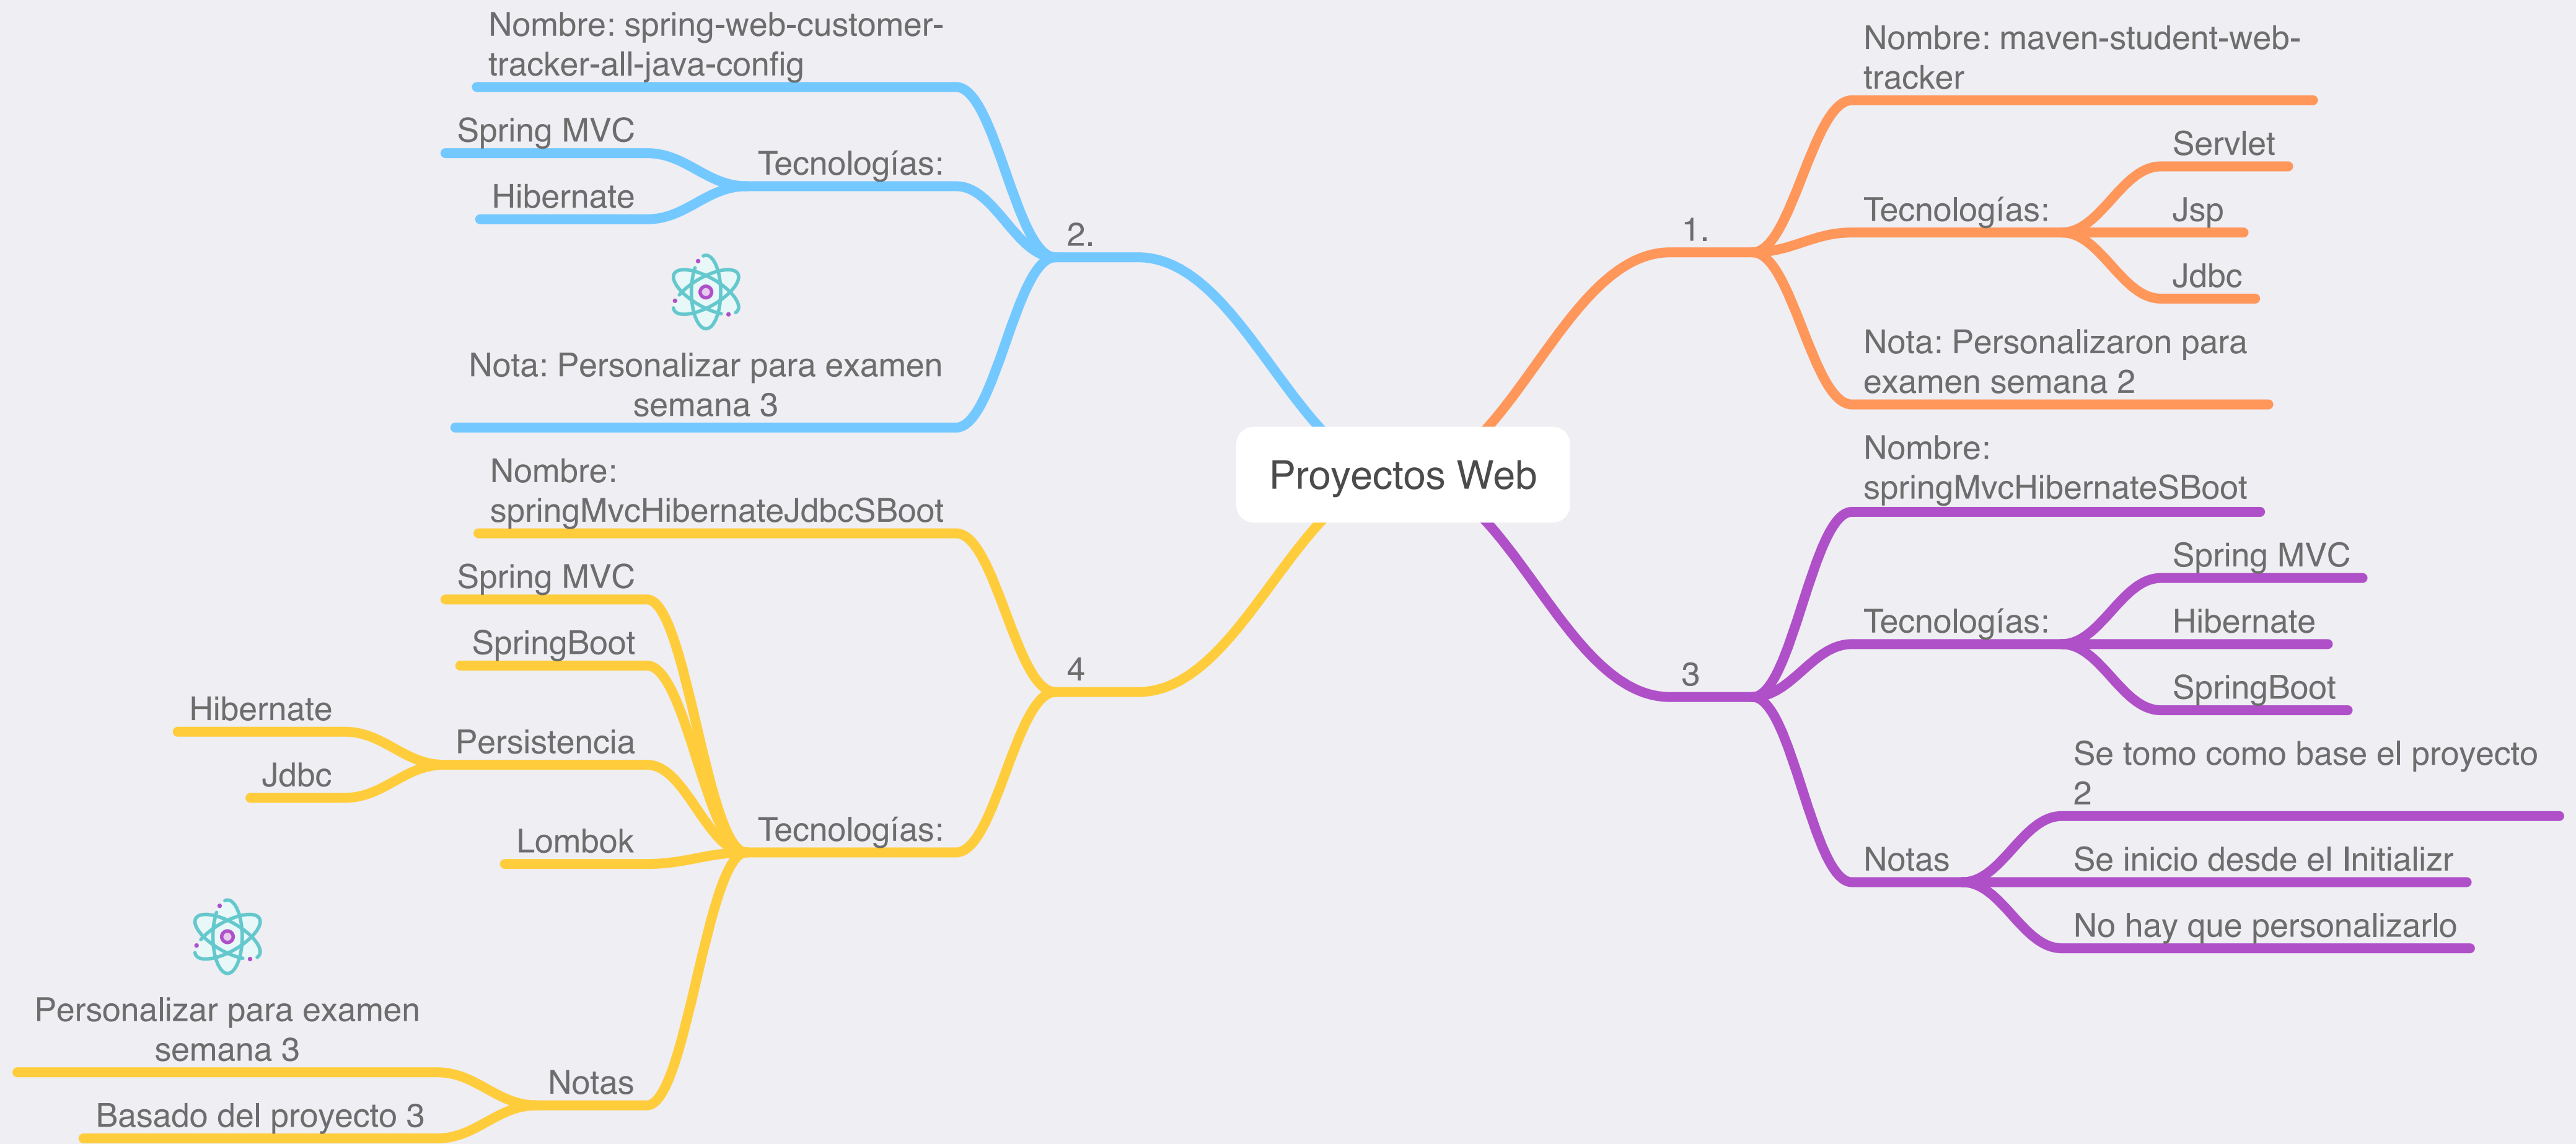 Proyectos Web
1.
Nombre: maven-student-web-
tracker
Tecnologías:
Servlet
Jsp
Jdbc
Nota: Personalizaron para
examen semana 2
2.
Nombre: spring-web-customer-
tracker-all-java-config
Tecnologías:
Spring MVC
Hibernate
Nota: Personalizar para examen
semana 3
3
Nombre:
springMvcHibernateSBoot
Tecnologías:
Spring MVC
Hibernate
SpringBoot
Notas
Se tomo como base el proyecto
2
Se inicio desde el Initializr
No hay que personalizarlo
4
Nombre:
springMvcHibernateJdbcSBoot
Tecnologías:
Spring MVC
SpringBoot
Persistencia
Hibernate
Jdbc
Lombok
Notas
Personalizar para examen
semana 3
Basado del proyecto 3